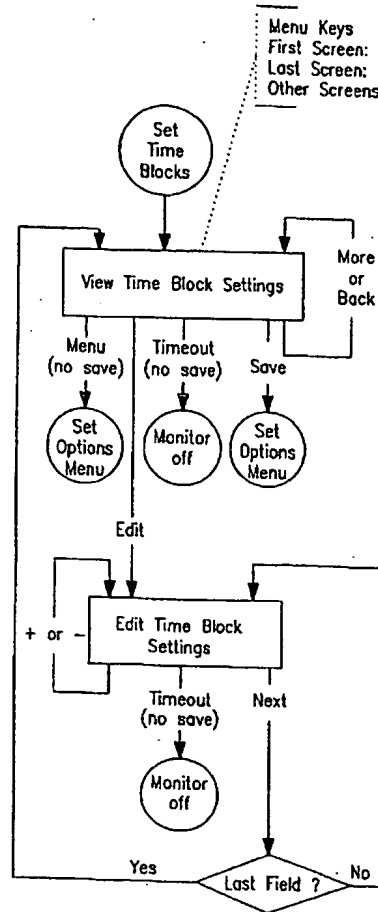 Menu Keys
First Screen:
Last Screen:
Other Screens
Set
Time
Blocks
View Time Block Settings
More
or
Back
Menu
(no save)
Timeout
(no save)
Save
Set
Options
Menu
Monitor
off
Set
Options
Menu
Edit
+ or -
Edit Time Block
Settings
Timeout
(no save)
Next
Monitor
off
Yes
Last Field ?
No